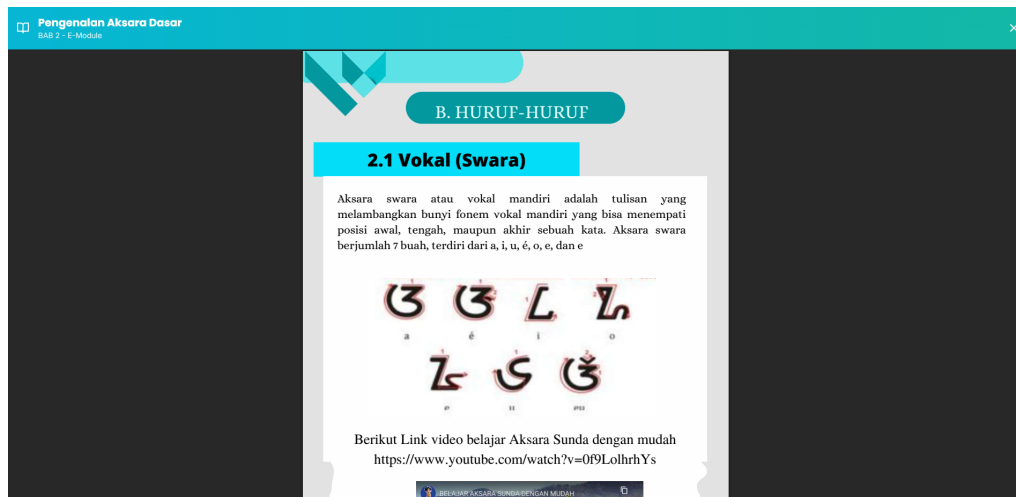 Pengenalan Aksara Dasar
BAB 2 - E-Module
B. HURUF-HURUF
2.1 Vokal (Swara)
Aksara swara atau vokal mandiri adalah tulisan yang
melambangkan bunyi fonem vokal mandiri yang bisa menempati
posisi awal, tengah, maupun akhir sebuah kata. Aksara swara
berjumlah 7 buah, terdiri dari a, i, u, é, o, e, dan e
ᮃ ᮆ ᮄ ᮇ
a é i o
ᮈ ᮅ ᮉ
e u eu
Berikut Link video belajar Aksara Sunda dengan mudah
https://www.youtube.com/watch?v=0f9LolhrhYs
BELAJAR AKSARA SUNDA DENGAN MUDAH